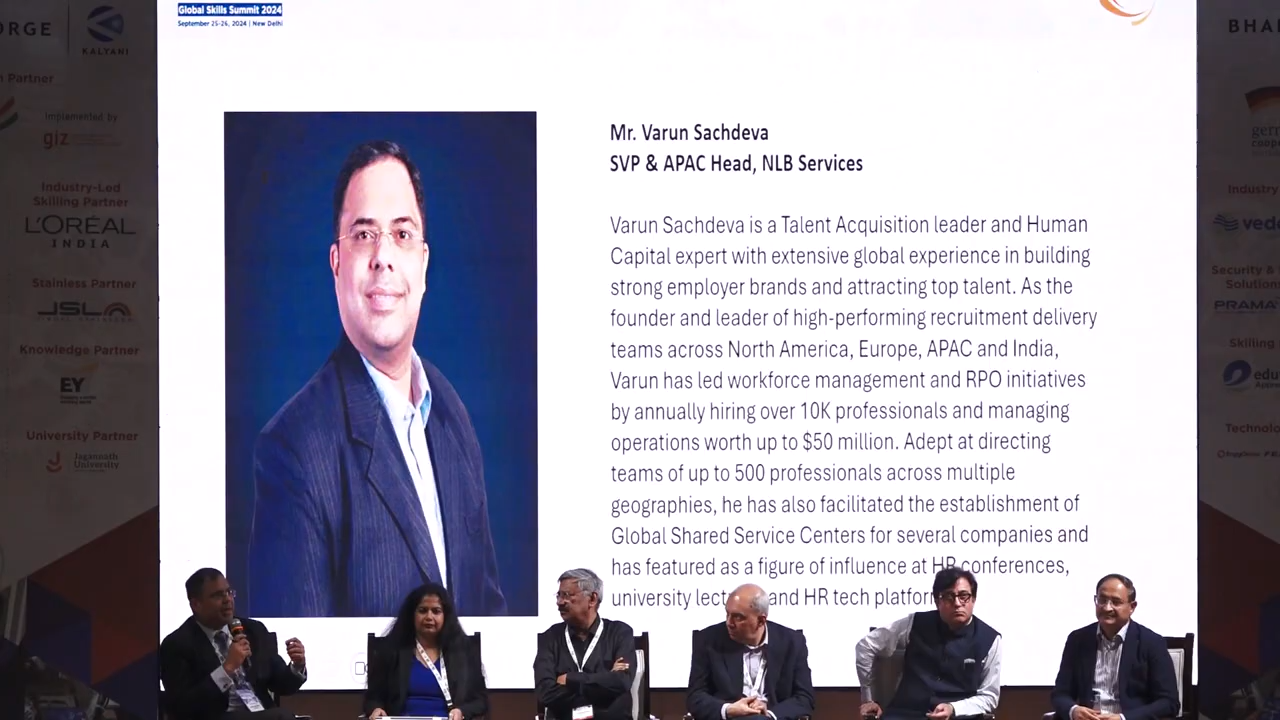 Global Skills Summit 2024
September 25-26, 2024 | New Delhi
ORGE
KALYANI
BHA
n Partner
Implemented by
giz
Industry-Led
Skilling Partner
L'ORÉAL
INDIA
Stainless Partner
JSL
Knowledge Partner
EY
University Partner
Jagannath
University
Mr. Varun Sachdeva
SVP & APAC Head, NLB Services
Varun Sachdeva is a Talent Acquisition leader and Human
Capital expert with extensive global experience in building
strong employer brands and attracting top talent. As the
founder and leader of high-performing recruitment delivery
teams across North America, Europe, APAC and India,
Varun has led workforce management and RPO initiatives
by annually hiring over 10K professionals and managing
operations worth up to $50 million. Adept at directing
teams of up to 500 professionals across multiple
geographies, he has also facilitated the establishment of
Global Shared Service Centers for several companies and
has featured as a figure of influence at HR conferences,
university lect and HR tech platfor
germ
coope
Industry
ved
Security &
Solution
PRAMA
Skilling
edu
Technolo